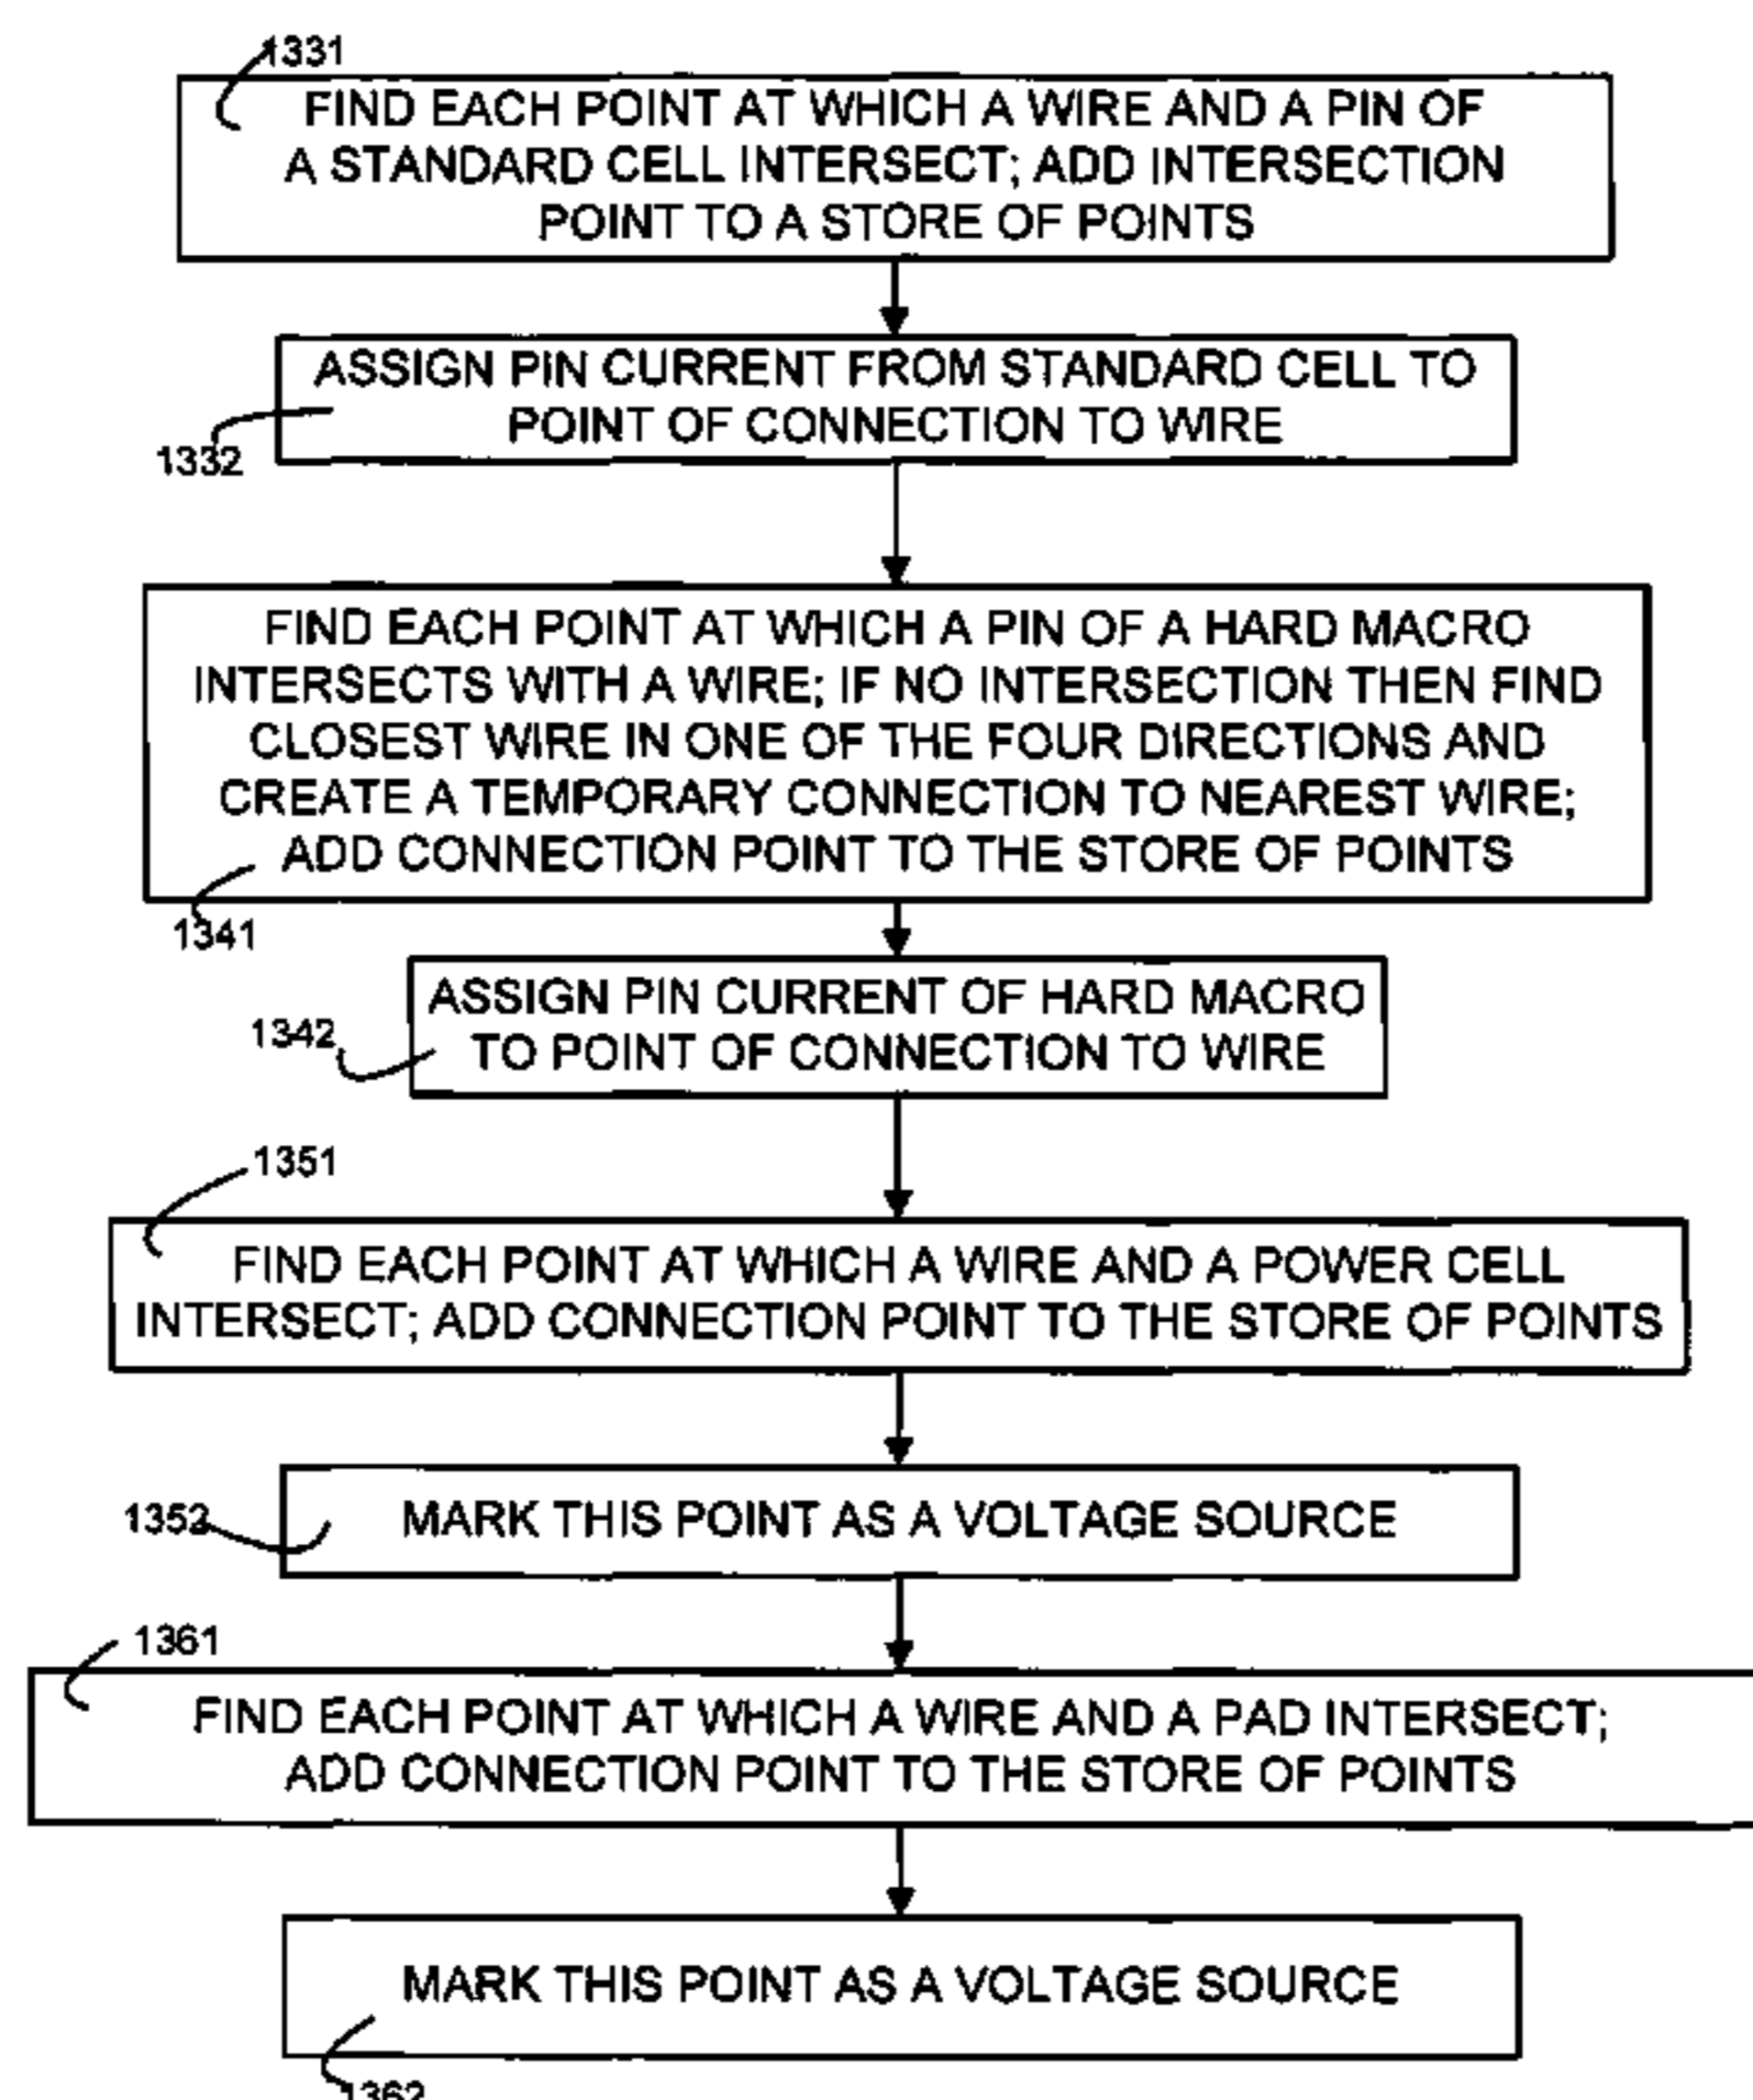 1331
FIND EACH POINT AT WHICH A WIRE AND A PIN OF
A STANDARD CELL INTERSECT; ADD INTERSECTION
POINT TO A STORE OF POINTS
ASSIGN PIN CURRENT FROM STANDARD CELL TO
POINT OF CONNECTION TO WIRE
1332
FIND EACH POINT AT WHICH A PIN OF A HARD MACRO
INTERSECTS WITH A WIRE; IF NO INTERSECTION THEN FIND
CLOSEST WIRE IN ONE OF THE FOUR DIRECTIONS AND
CREATE A TEMPORARY CONNECTION TO NEAREST WIRE;
ADD CONNECTION POINT TO THE STORE OF POINTS
1341
ASSIGN PIN CURRENT OF HARD MACRO
TO POINT OF CONNECTION TO WIRE
1342
1351
FIND EACH POINT AT WHICH A WIRE AND A POWER CELL
INTERSECT; ADD CONNECTION POINT TO THE STORE OF POINTS
1352
MARK THIS POINT AS A VOLTAGE SOURCE
1361
FIND EACH POINT AT WHICH A WIRE AND A PAD INTERSECT;
ADD CONNECTION POINT TO THE STORE OF POINTS
MARK THIS POINT AS A VOLTAGE SOURCE
1362